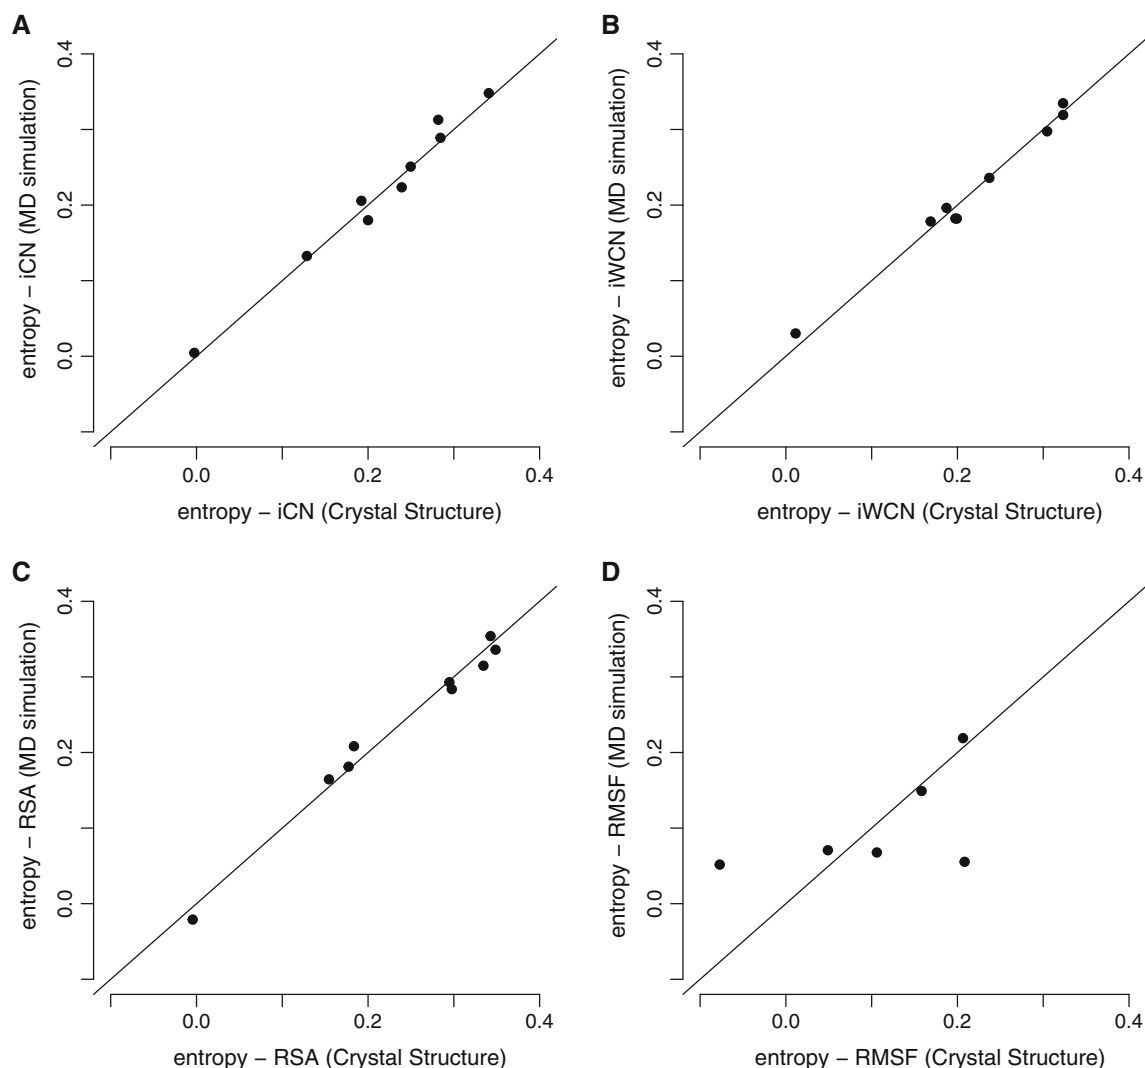 A
entropy – iCN (MD simulation)
0.4
0.2
0.0
0.0 0.2 0.4
entropy – iCN (Crystal Structure)
B
entropy – iWCN (MD simulation)
0.4
0.2
0.0
0.0 0.2 0.4
entropy – iWCN (Crystal Structure)
C
entropy – RSA (MD simulation)
0.4
0.2
0.0
0.0 0.2 0.4
entropy – RSA (Crystal Structure)
D
entropy – RMSF (MD simulation)
0.4
0.2
0.0
0.0 0.2 0.4
entropy – RMSF (Crystal Structure)